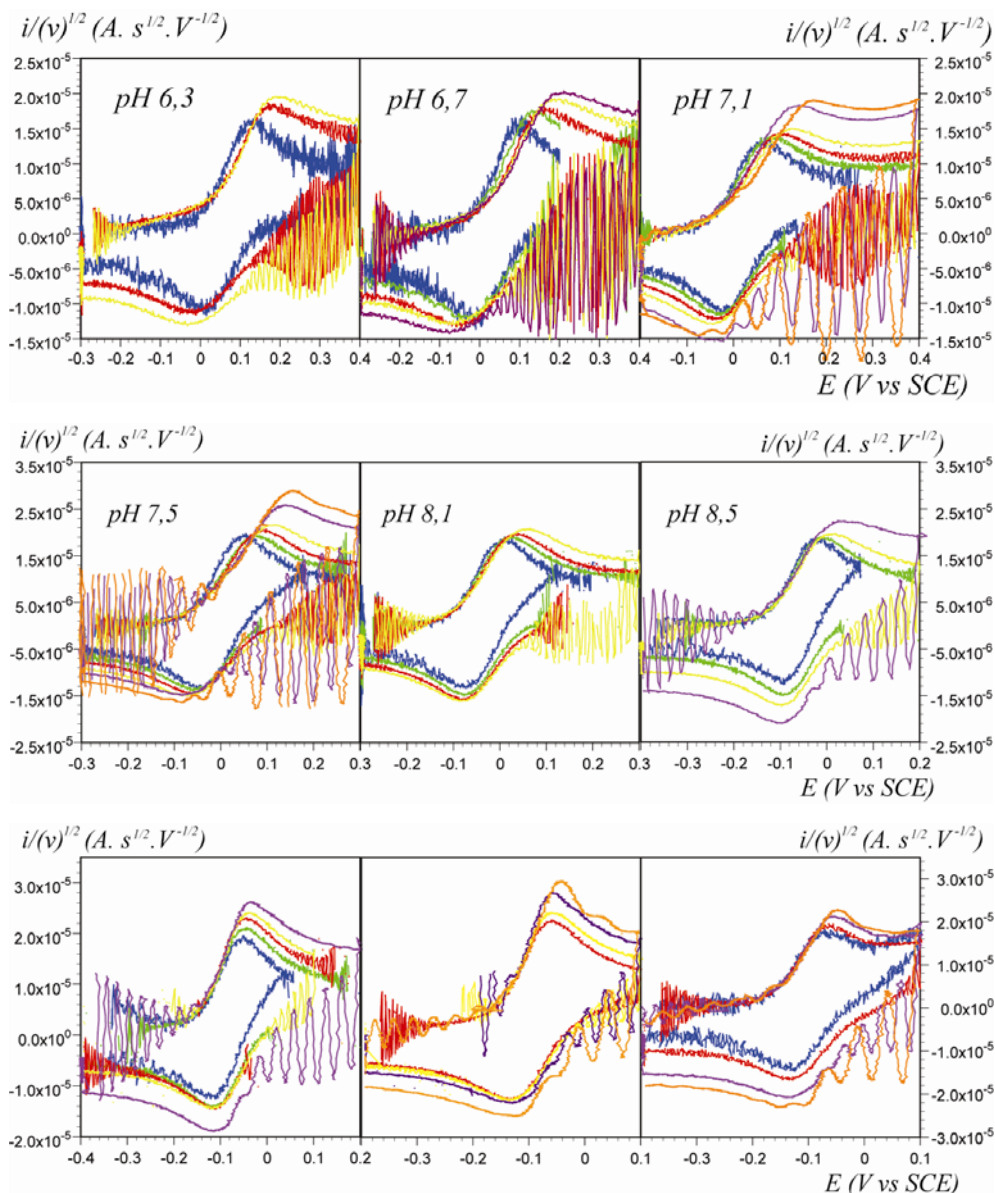 i/(v)^1/2 (A. s^1/2.V^-1/2) i/(v)^1/2 (A. s^1/2.V^-1/2)
2.5x10^-5 2.5x10^-5
pH 6,3 pH 6,7 pH 7,1
2.0x10^-5 2.0x10^-5
1.5x10^-5 1.5x10^-5
1.0x10^-5 1.0x10^-5
5.0x10^-6 5.0x10^-6
0.0x10^0 0.0x10^0
-5.0x10^-6 -5.0x10^-6
-1.0x10^-5 -1.0x10^-5
-1.5x10^-5 -1.5x10^-5
-0.3 -0.2 -0.1 0 0.1 0.2 0.3 0.4 -0.2 -0.1 0 0.1 0.2 0.3 0.4 -0.1 0 0.1 0.2 0.3 0.4
E (V vs SCE)
i/(v)^1/2 (A. s^1/2.V^-1/2) i/(v)^1/2 (A. s^1/2.V^-1/2)
3.5x10^-5 3.5x10^-5
pH 7,5 pH 8,1 pH 8,5
2.5x10^-5 2.5x10^-5
1.5x10^-5 1.5x10^-5
5.0x10^-6 5.0x10^-6
-5.0x10^-6 -5.0x10^-6
-1.5x10^-5 -1.5x10^-5
-2.5x10^-5 -2.5x10^-5
-0.3 -0.2 -0.1 0 0.1 0.2 0.3 -0.2 -0.1 0 0.1 0.2 0.3 -0.3 -0.2 -0.1 0 0.1 0.2
E (V vs SCE)
i/(v)^1/2 (A. s^1/2.V^-1/2) i/(v)^1/2 (A. s^1/2.V^-1/2)
3.0x10^-5 3.0x10^-5
2.0x10^-5 2.0x10^-5
1.0x10^-5 1.0x10^-5
0.0x10^0 0.0x10^0
-1.0x10^-5 -1.0x10^-5
-2.0x10^-5
-2.0x10^-5 -3.0x10^-5
-0.4 -0.3 -0.2 -0.1 0 0.1 0.2 -0.3 -0.2 -0.1 0 0.1 -0.3 -0.2 -0.1 0 0.1
E (V vs SCE)